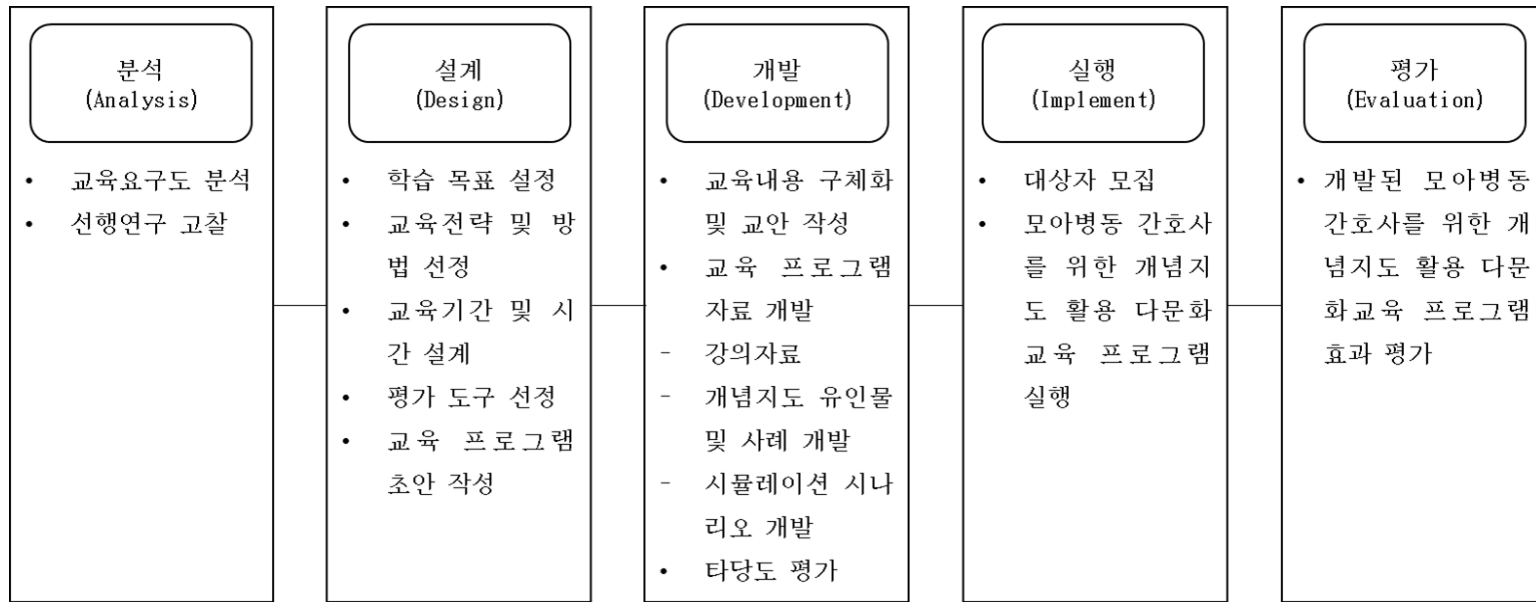 분석
(Analysis)
• 교육요구도 분석
• 선행연구 고찰
설계
(Design)
• 학습 목표 설정
• 교육전략 및 방
법 선정
• 교육기간 및 시
간 설계
• 평가 도구 선정
• 교육 프로그램
초안 작성
개발
(Development)
• 교육내용 구체화
및 교안 작성
• 교육 프로그램
자료 개발
- 강의자료
- 개념지도 유인물
및 사례 개발
- 시뮬레이션 시나
리오 개발
• 타당도 평가
실행
(Implement)
• 대상자 모집
• 모아병동 간호사
를 위한 개념지
도 활용 다문화
교육 프로그램
실행
평가
(Evaluation)
• 개발된 모아병동
간호사를 위한 개
념지도 활용 다문
화교육 프로그램
효과 평가